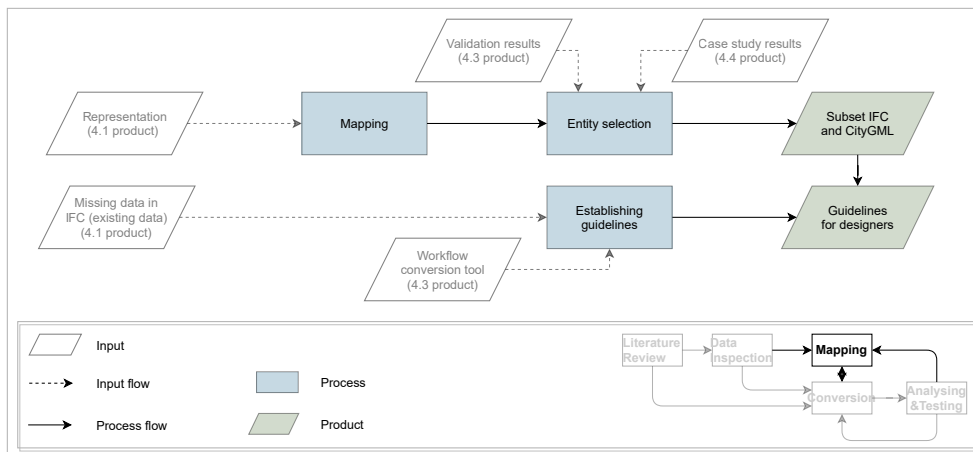 Validation results
(4.3 product)
Case study results
(4.4 product)
Representation
(4.1 product)
Mapping
Entity selection
Subset IFC
and CityGML
Missing data in
IFC (existing data)
(4.1 product)
Establishing
guidelines
Guidelines
for designers
Workflow
conversion tool
(4.3 product)
Input
Input flow
Process flow
Process
Product
Literature
Review
Data
Inspection
Mapping
Conversion
Analysing
&Testing